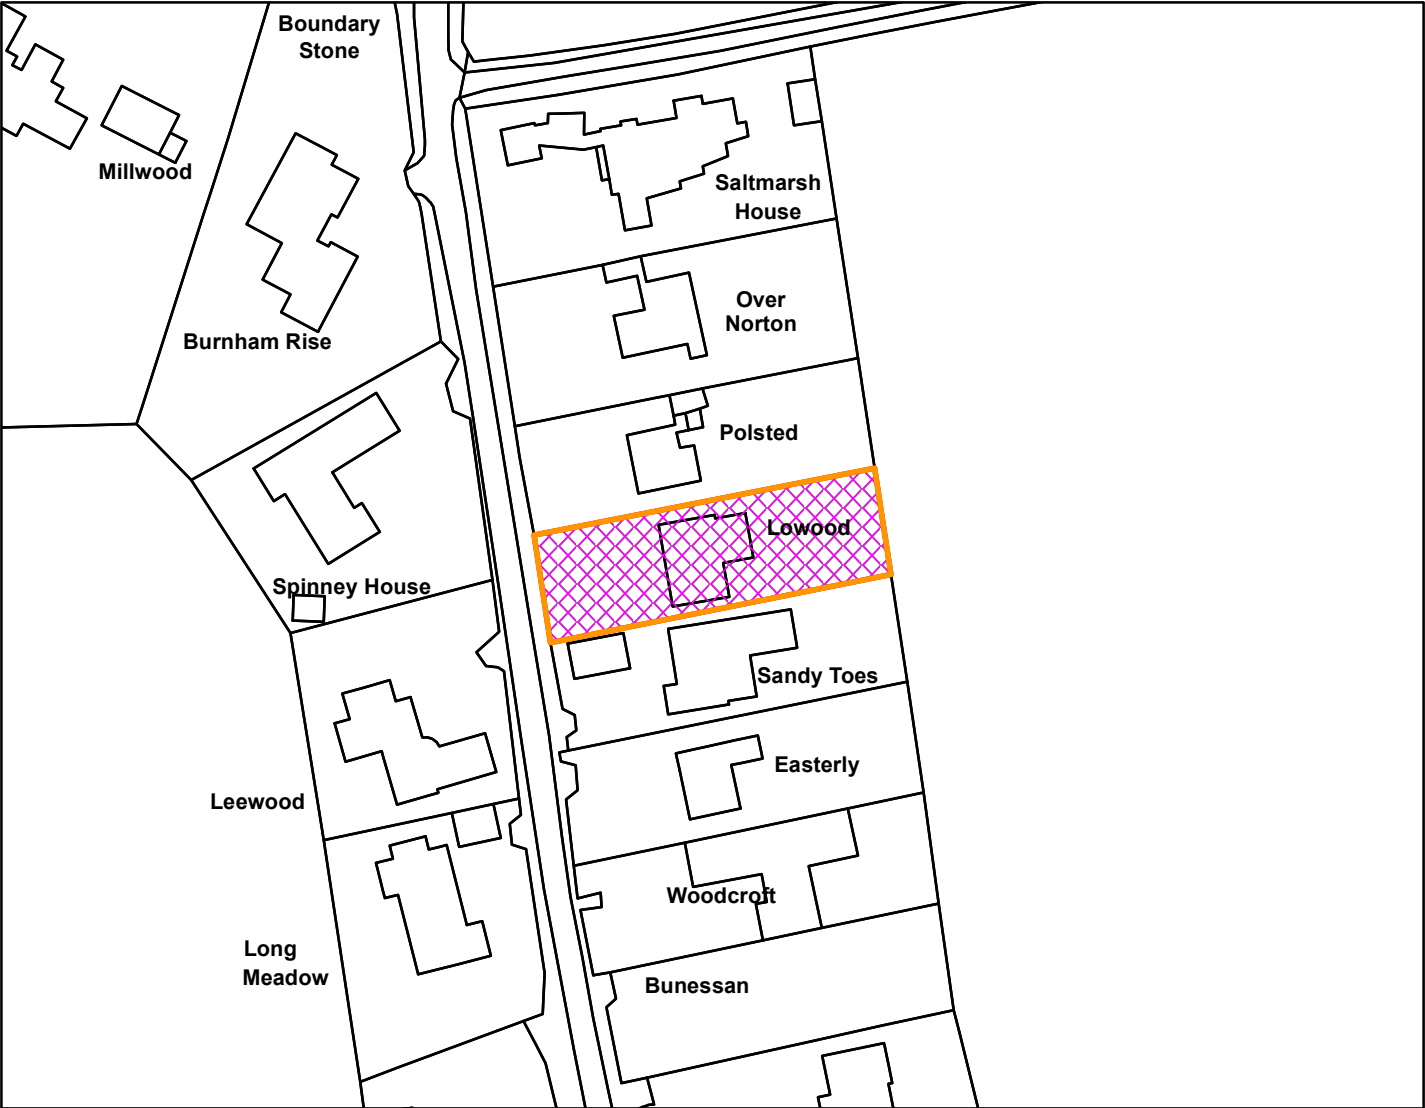 Boundary
Stone
Millwood
Saltmarsh
House
Over
Norton
Burnham Rise
Polsted
Lowood
Spinney House
Sandy Toes
Easterly
Leewood
Woodcroft
Long
Meadow
Bunessan